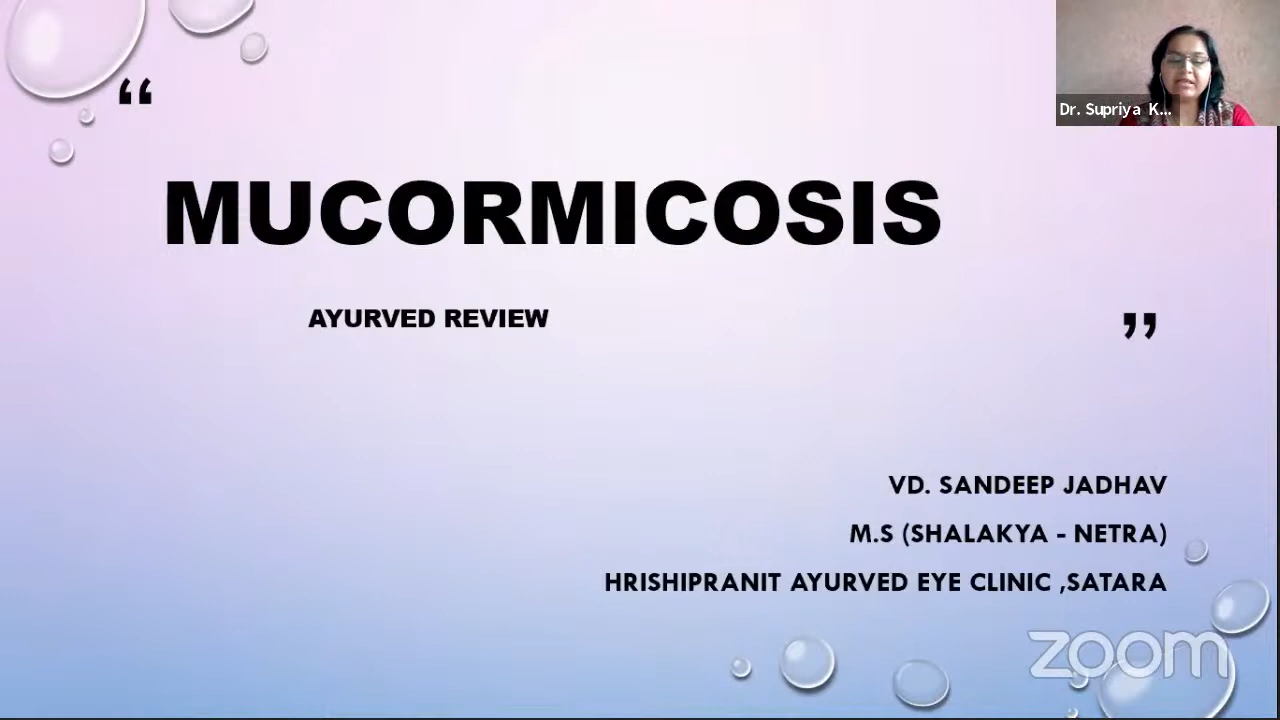 Dr. Supriya K...
“
MUCORMICOSIS
AYURVED REVIEW
”
VD. SANDEEP JADHAV
M.S (SHALAKYA - NETRA)
HRISHIPRANIT AYURVED EYE CLINIC ,SATARA
zoom